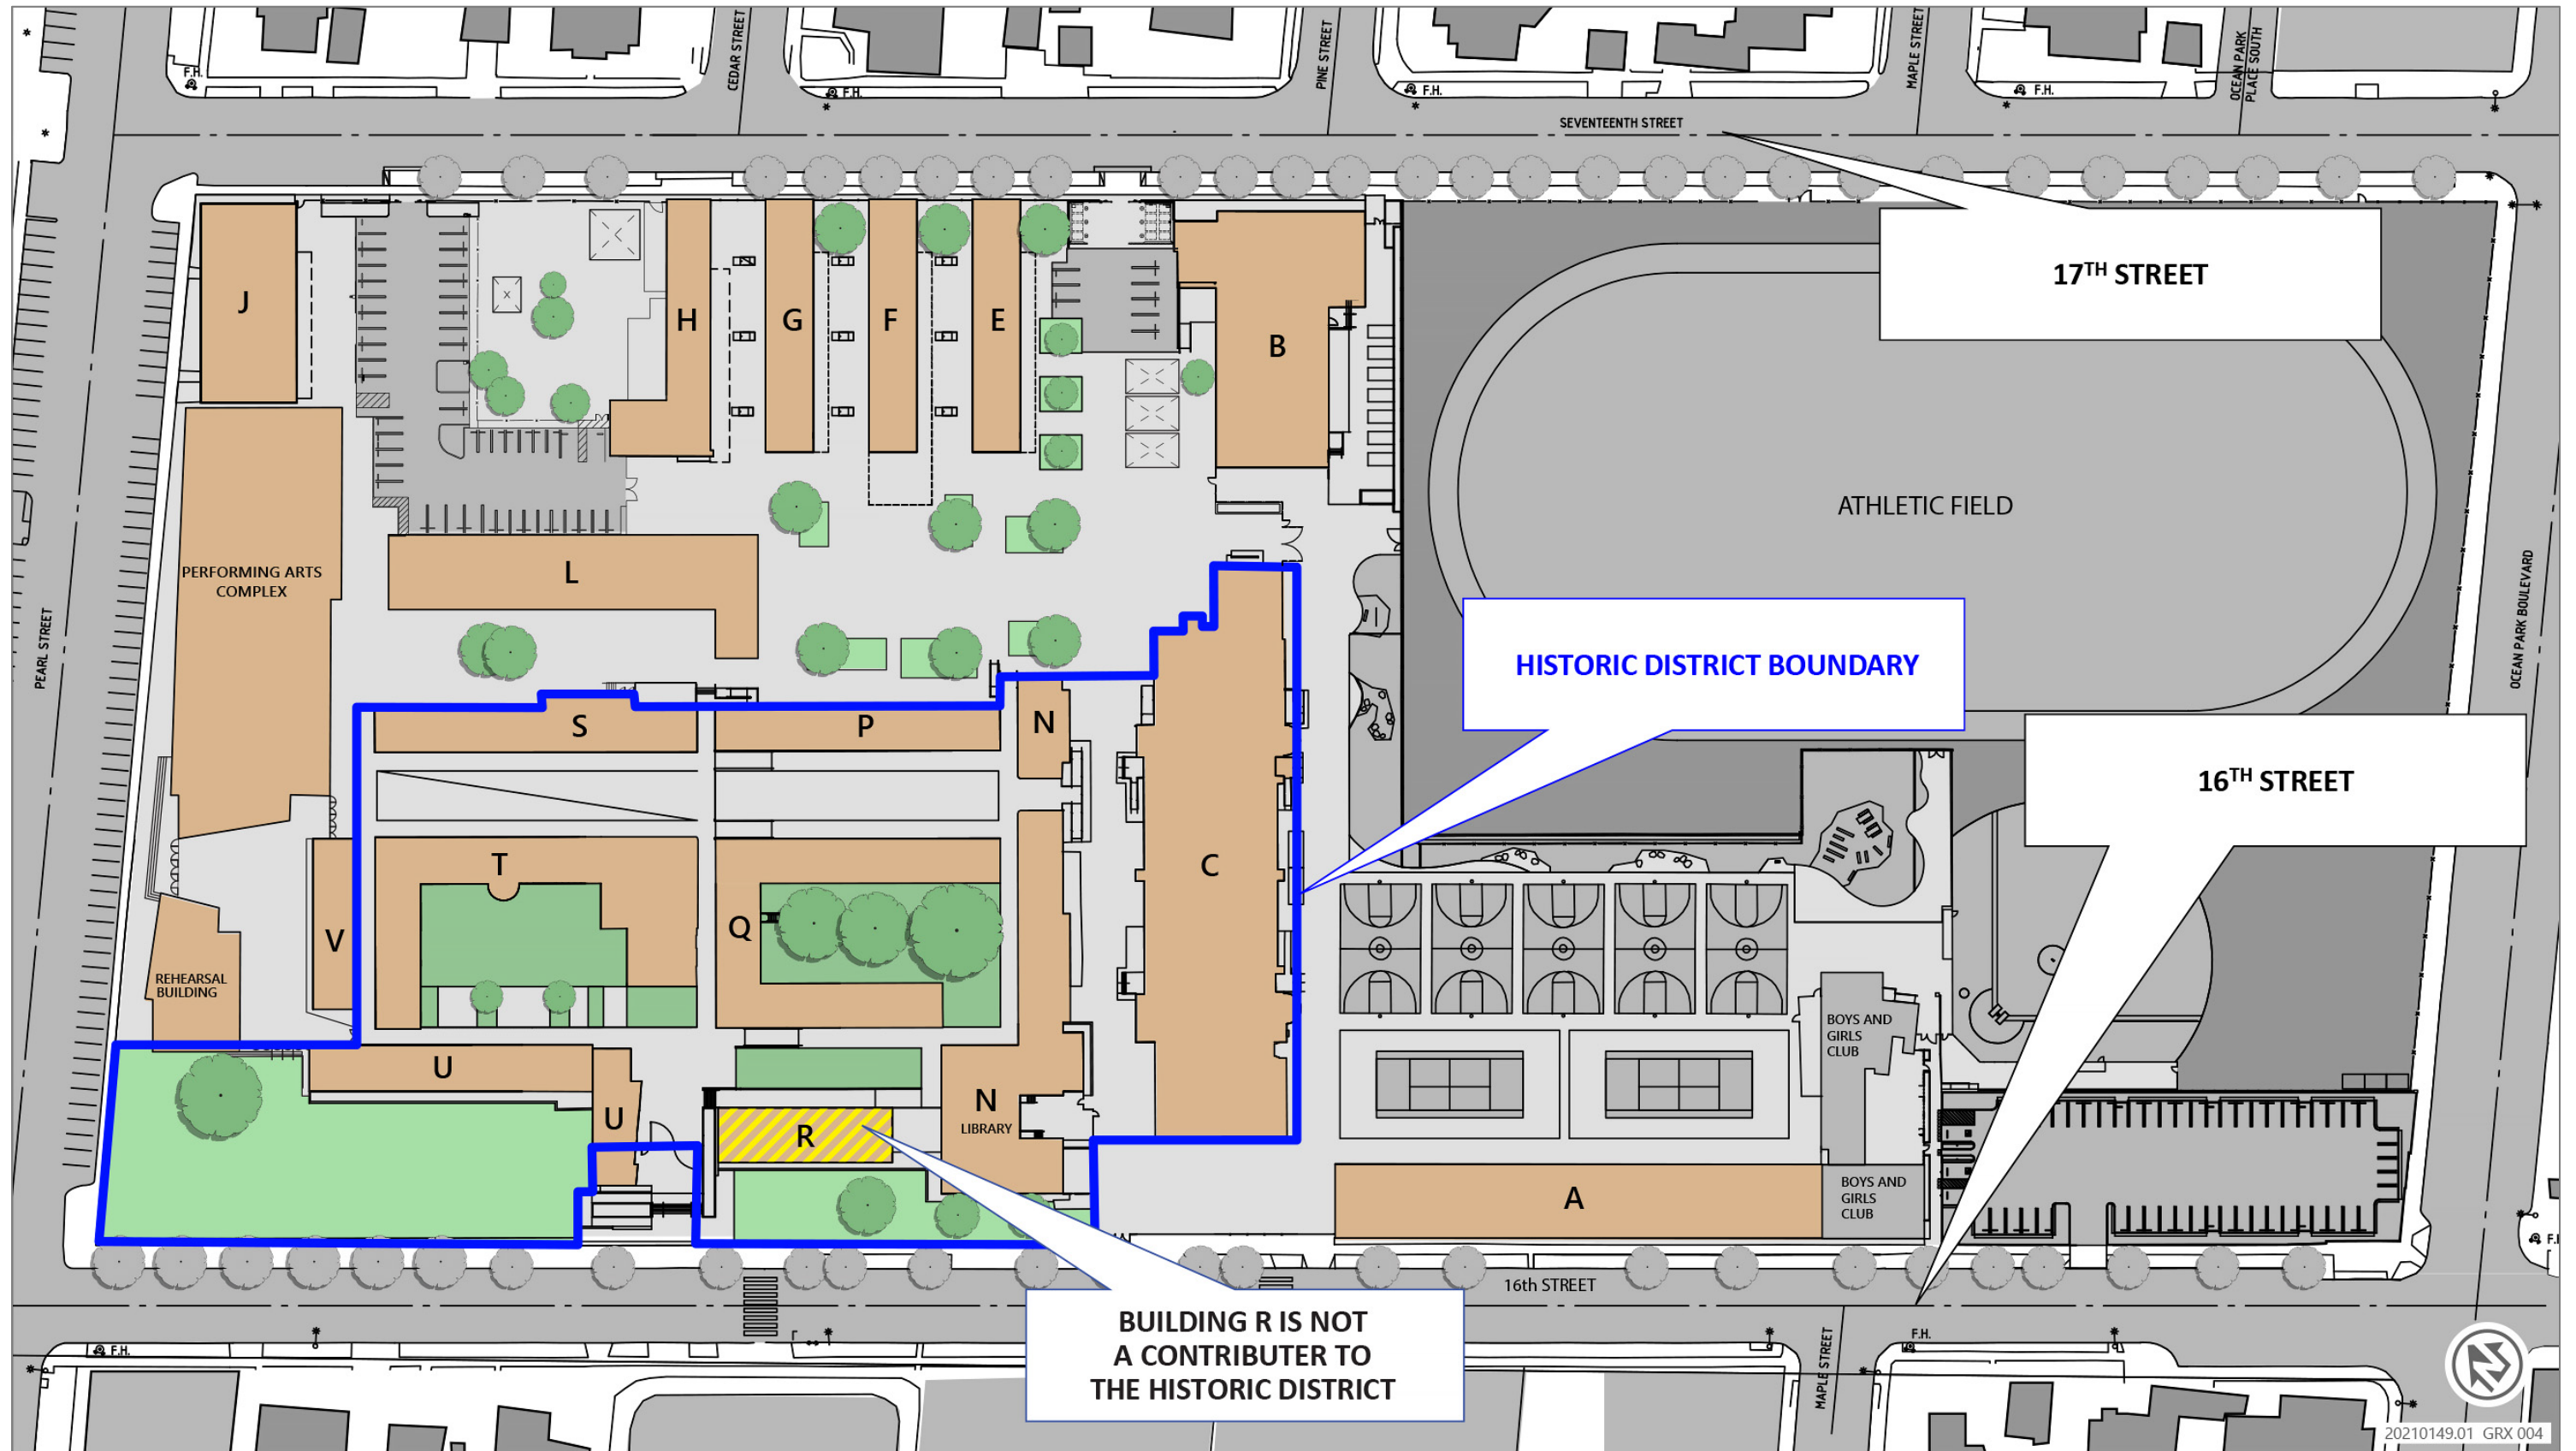 CEDAR STREET
PINE STREET
MAPLE STREET
OCEAN PARK
PLACE SOUTH
F.H.
F.H.
F.H.
F.H.
SEVENTEENTH STREET
17TH STREET
J
H
G
F
E
B
ATHLETIC FIELD
L
PERFORMING ARTS
COMPLEX
PEARL STREET
OCEAN PARK BOULEVARD
HISTORIC DISTRICT BOUNDARY
S
P
N
16TH STREET
T
C
Q
V
REHEARSAL
BUILDING
BOYS AND
GIRLS
CLUB
U
U
R
N
LIBRARY
A
BOYS AND
GIRLS
CLUB
16th STREET
BUILDING R IS NOT
A CONTRIBUTER TO
THE HISTORIC DISTRICT
F.H.
F.H.
MAPLE STREET
N
20210149.01 GRX 004